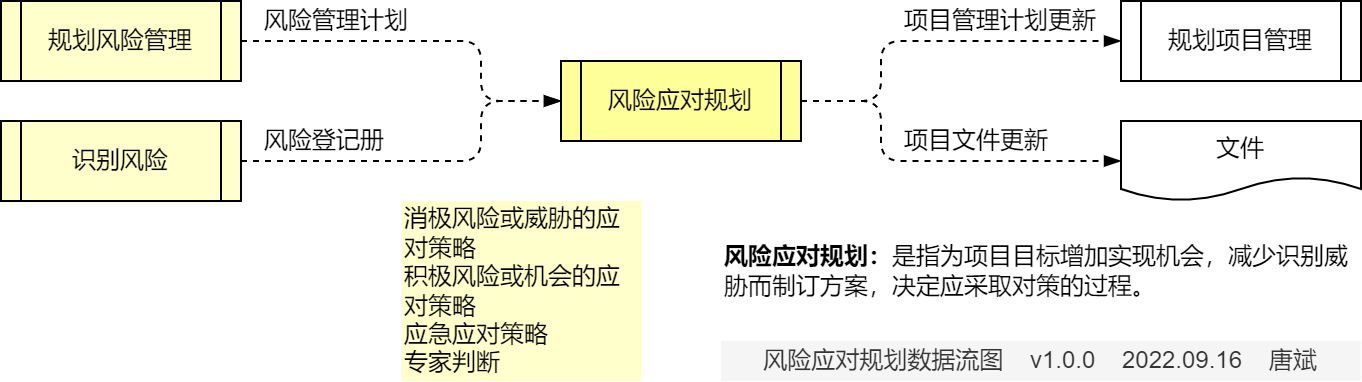 规划风险管理
风险管理计划
识别风险
风险登记册
风险应对规划
项目管理计划更新
规划项目管理
项目文件更新
文件
消极风险或威胁的应
对策略
积极风险或机会的应
对策略
应急应对策略
专家判断
风险应对规划：是指为项目目标增加实现机会，减少识别威
胁而制订方案，决定应采取对策的过程。
风险应对规划数据流图 v1.0.0 2022.09.16 唐斌